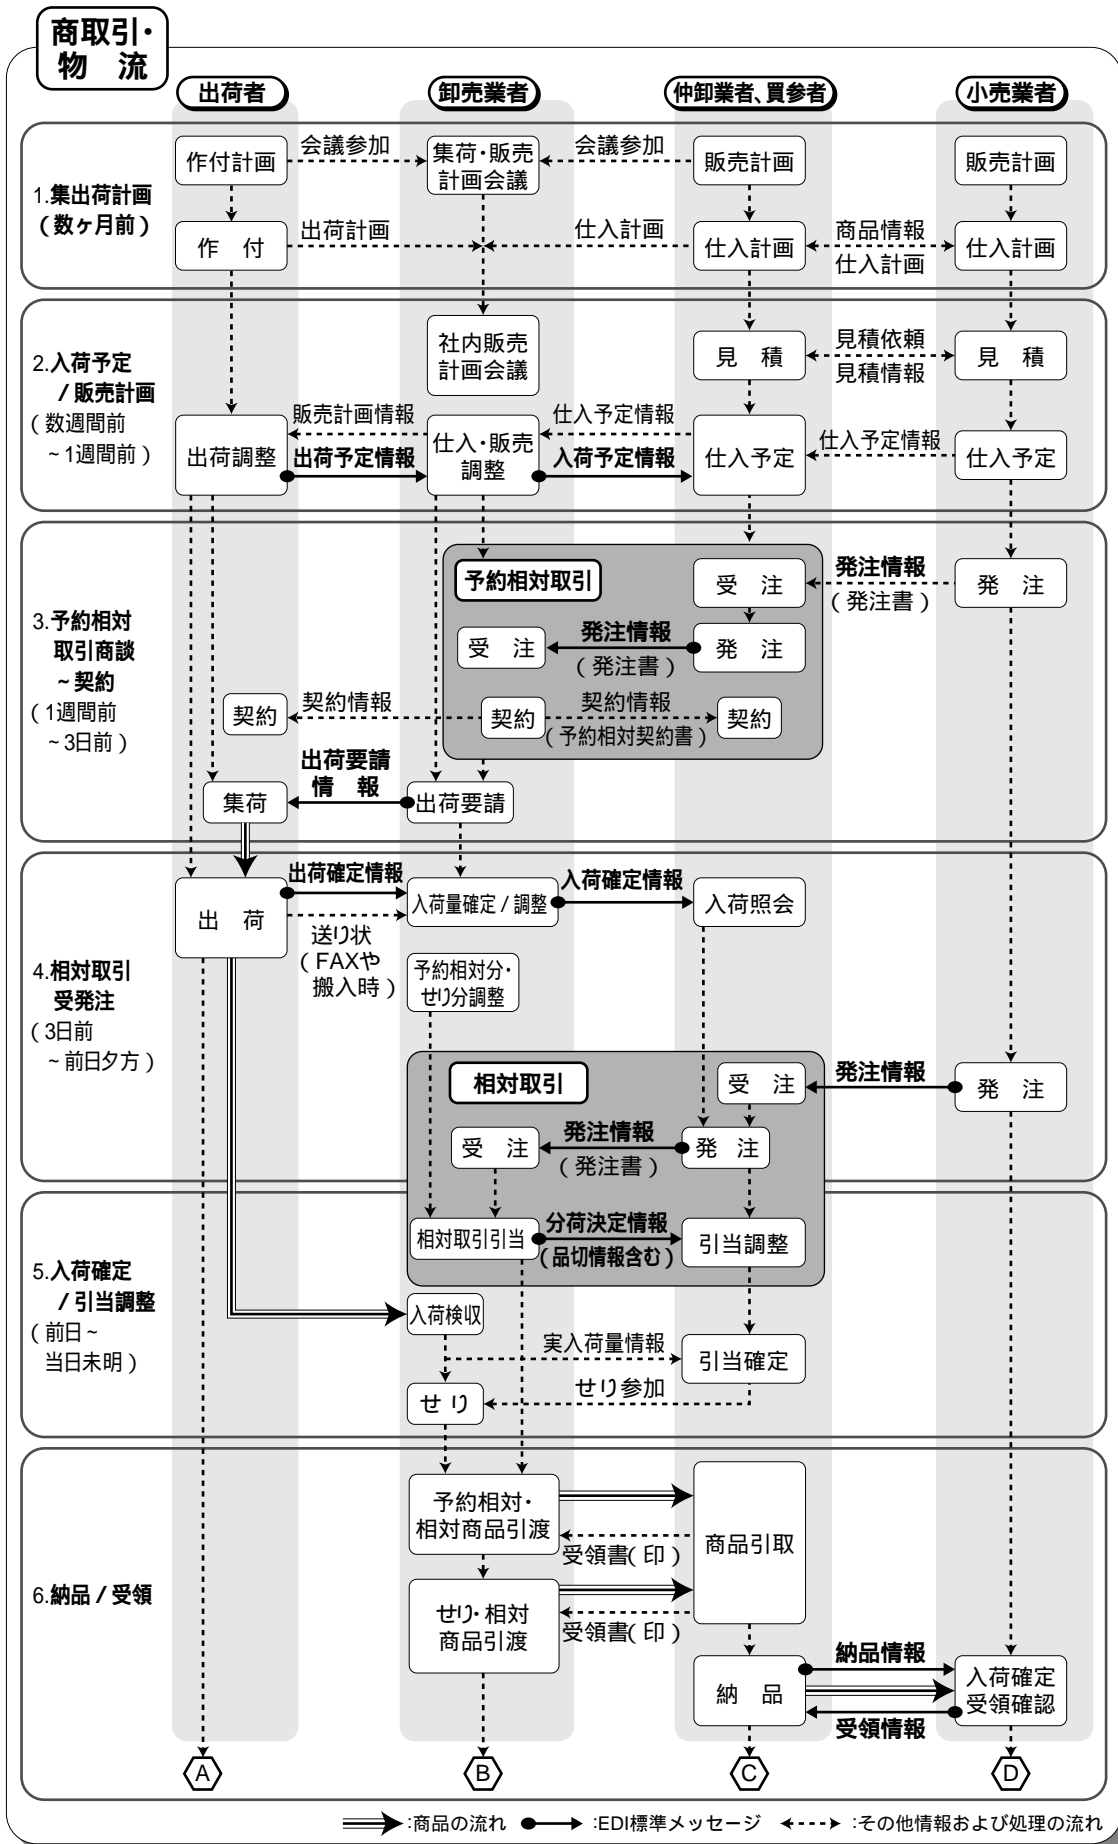 商取引・
物　流
出荷者
卸売業者
仲卸業者、買参者
小売業者
1.集出荷計画
（数ヶ月前）
作付計画
会議参加
集荷・販売
計画会議
会議参加
販売計画
販売計画
作　付
出荷計画
仕入計画
仕入計画
商品情報
仕入計画
仕入計画
2.入荷予定
/ 販売計画
（数週間前
~ 1週間前）
社内販売
計画会議
見　積
見積依頼
見積情報
見　積
出荷調整
販売計画情報
出荷予定情報
仕入・販売
調整
仕入予定情報
入荷予定情報
仕入予定
仕入予定情報
仕入予定
3.予約相対
取引商談
~ 契約
（1週間前
~ 3日前）
予約相対取引
受　注
発注情報
（発注書）
発　注
受　注
発注情報
（発注書）
発　注
契約
契約情報
契約
契約情報
（予約相対契約書）
契約
出荷要請
情　報
集荷
出荷要請
4.相対取引
受発注
（3日前
~ 前日夕方）
出　荷
出荷確定情報
送り状
（FAXや
搬入時）
入荷量確定 / 調整
入荷確定情報
入荷照会
予約相対分・
せり分調整
相対取引
受　注
発注情報
発　注
受　注
発注情報
（発注書）
発　注
5.入荷確定
/ 引当調整
（前日~
当日未明）
相対取引引当
分荷決定情報
(品切情報含む)
引当調整
入荷検収
実入荷量情報
引当確定
せり
せり参加
6.納品 / 受領
予約相対・
相対商品引渡
受領書(印)
商品引取
せり・相対
商品引渡
受領書(印)
納　品
納品情報
受領情報
入荷確定
受領確認
A
B
C
D
:商品の流れ
:EDI標準メッセージ
:その他情報および処理の流れ